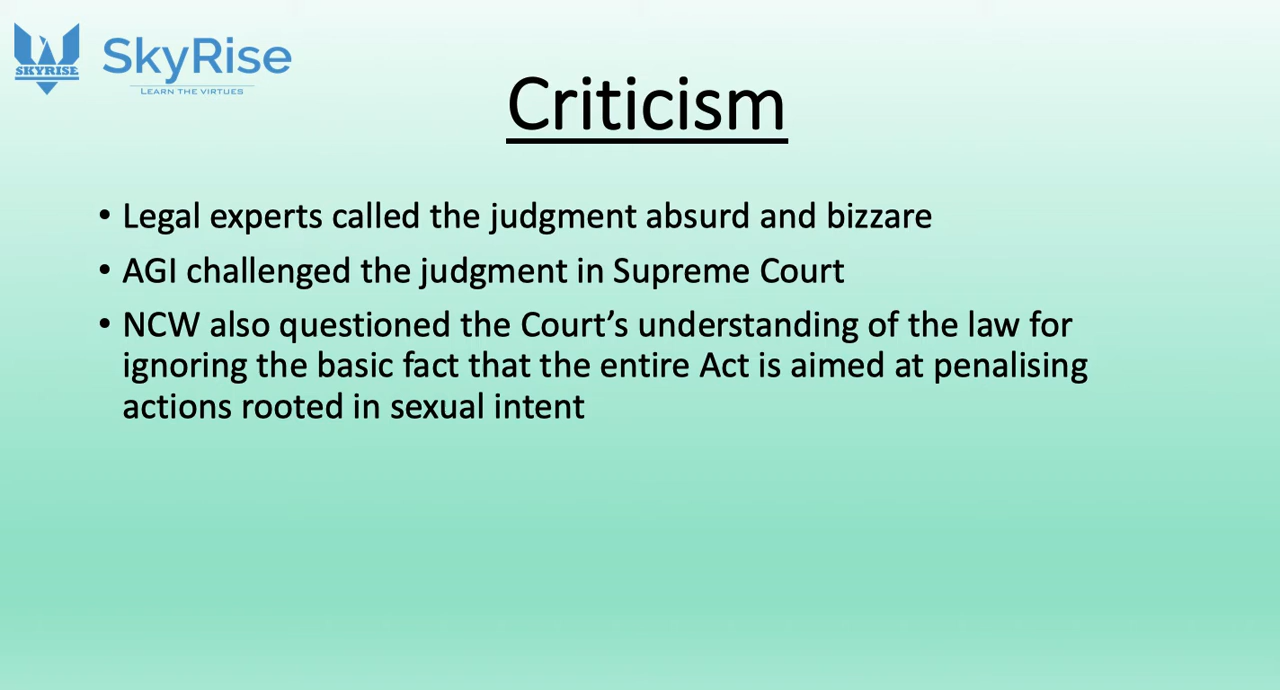 SKYRISE
SkyRise
LEARN THE VIRTUES
Criticism
• Legal experts called the judgment absurd and bizzare
• AGI challenged the judgment in Supreme Court
• NCW also questioned the Court’s understanding of the law for
ignoring the basic fact that the entire Act is aimed at penalising
actions rooted in sexual intent